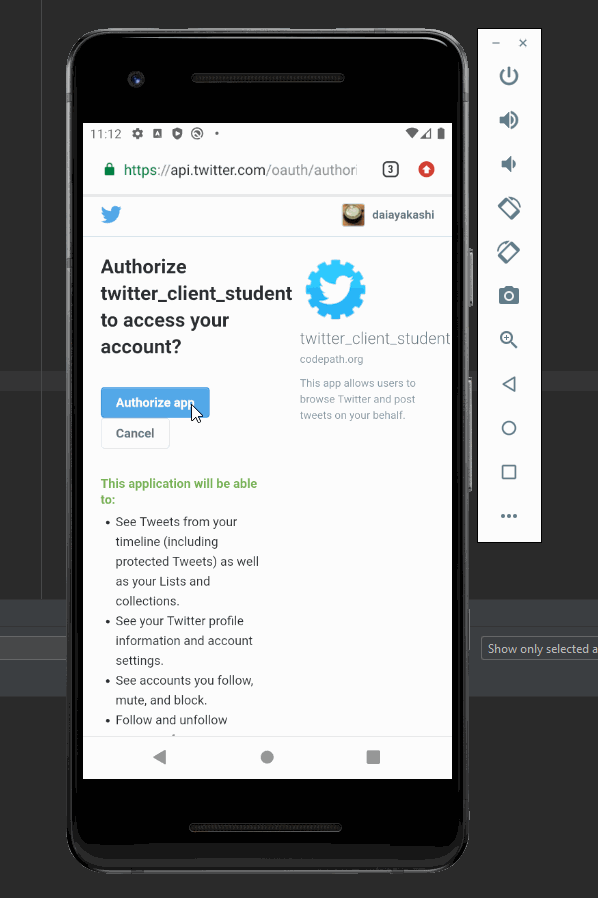 11:12
https://api.twitter.com/oauth/authori
3
daiayakashi
Authorize
twitter_client_student
to access your
account?
Authorize app
Cancel
twitter_client_student
codepath.org
This app allows users to
browse Twitter and post
tweets on your behalf.
This application will be able
to:
• See Tweets from your
timeline (including
protected Tweets) as well
as your Lists and
collections.
• See your Twitter profile
information and account
settings.
• See accounts you follow,
mute, and block.
• Follow and unfollow
Show only selected a